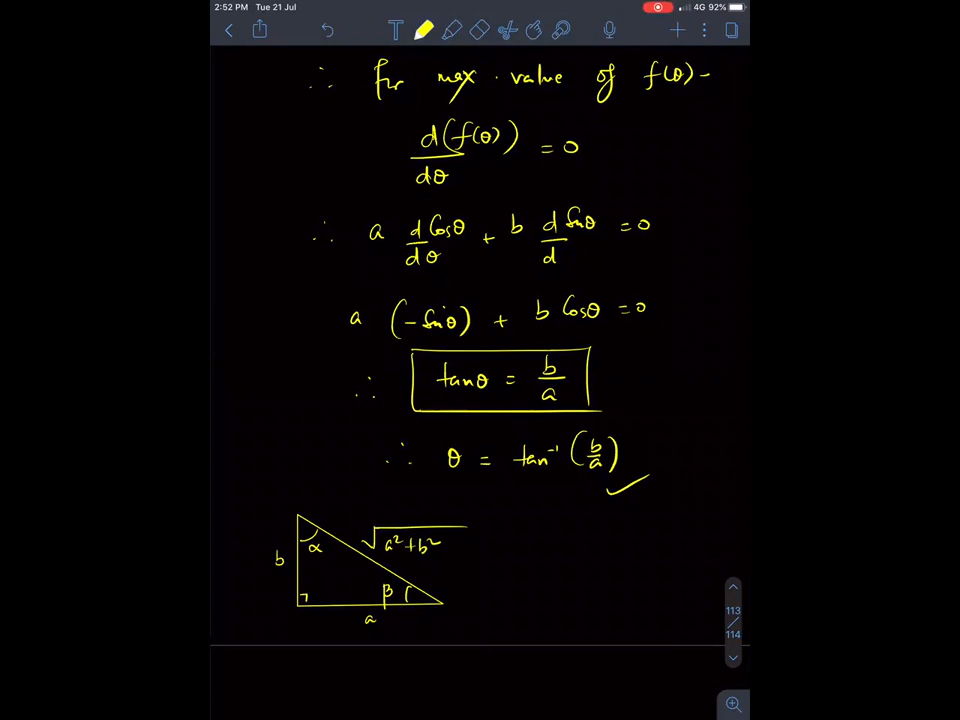 2:52 PM Tue 21 Jul 4G 92%
∴ for max. value of f(θ) -
d(f(θ))/dθ = 0
∴ a d cosθ/dθ + b d sinθ/d = 0
a (-sinθ) + b cosθ = 0
∴ tanθ = b/a
∴ θ = tan⁻¹ (b/a)
α √a²+b²
b
β
a
113
/
114